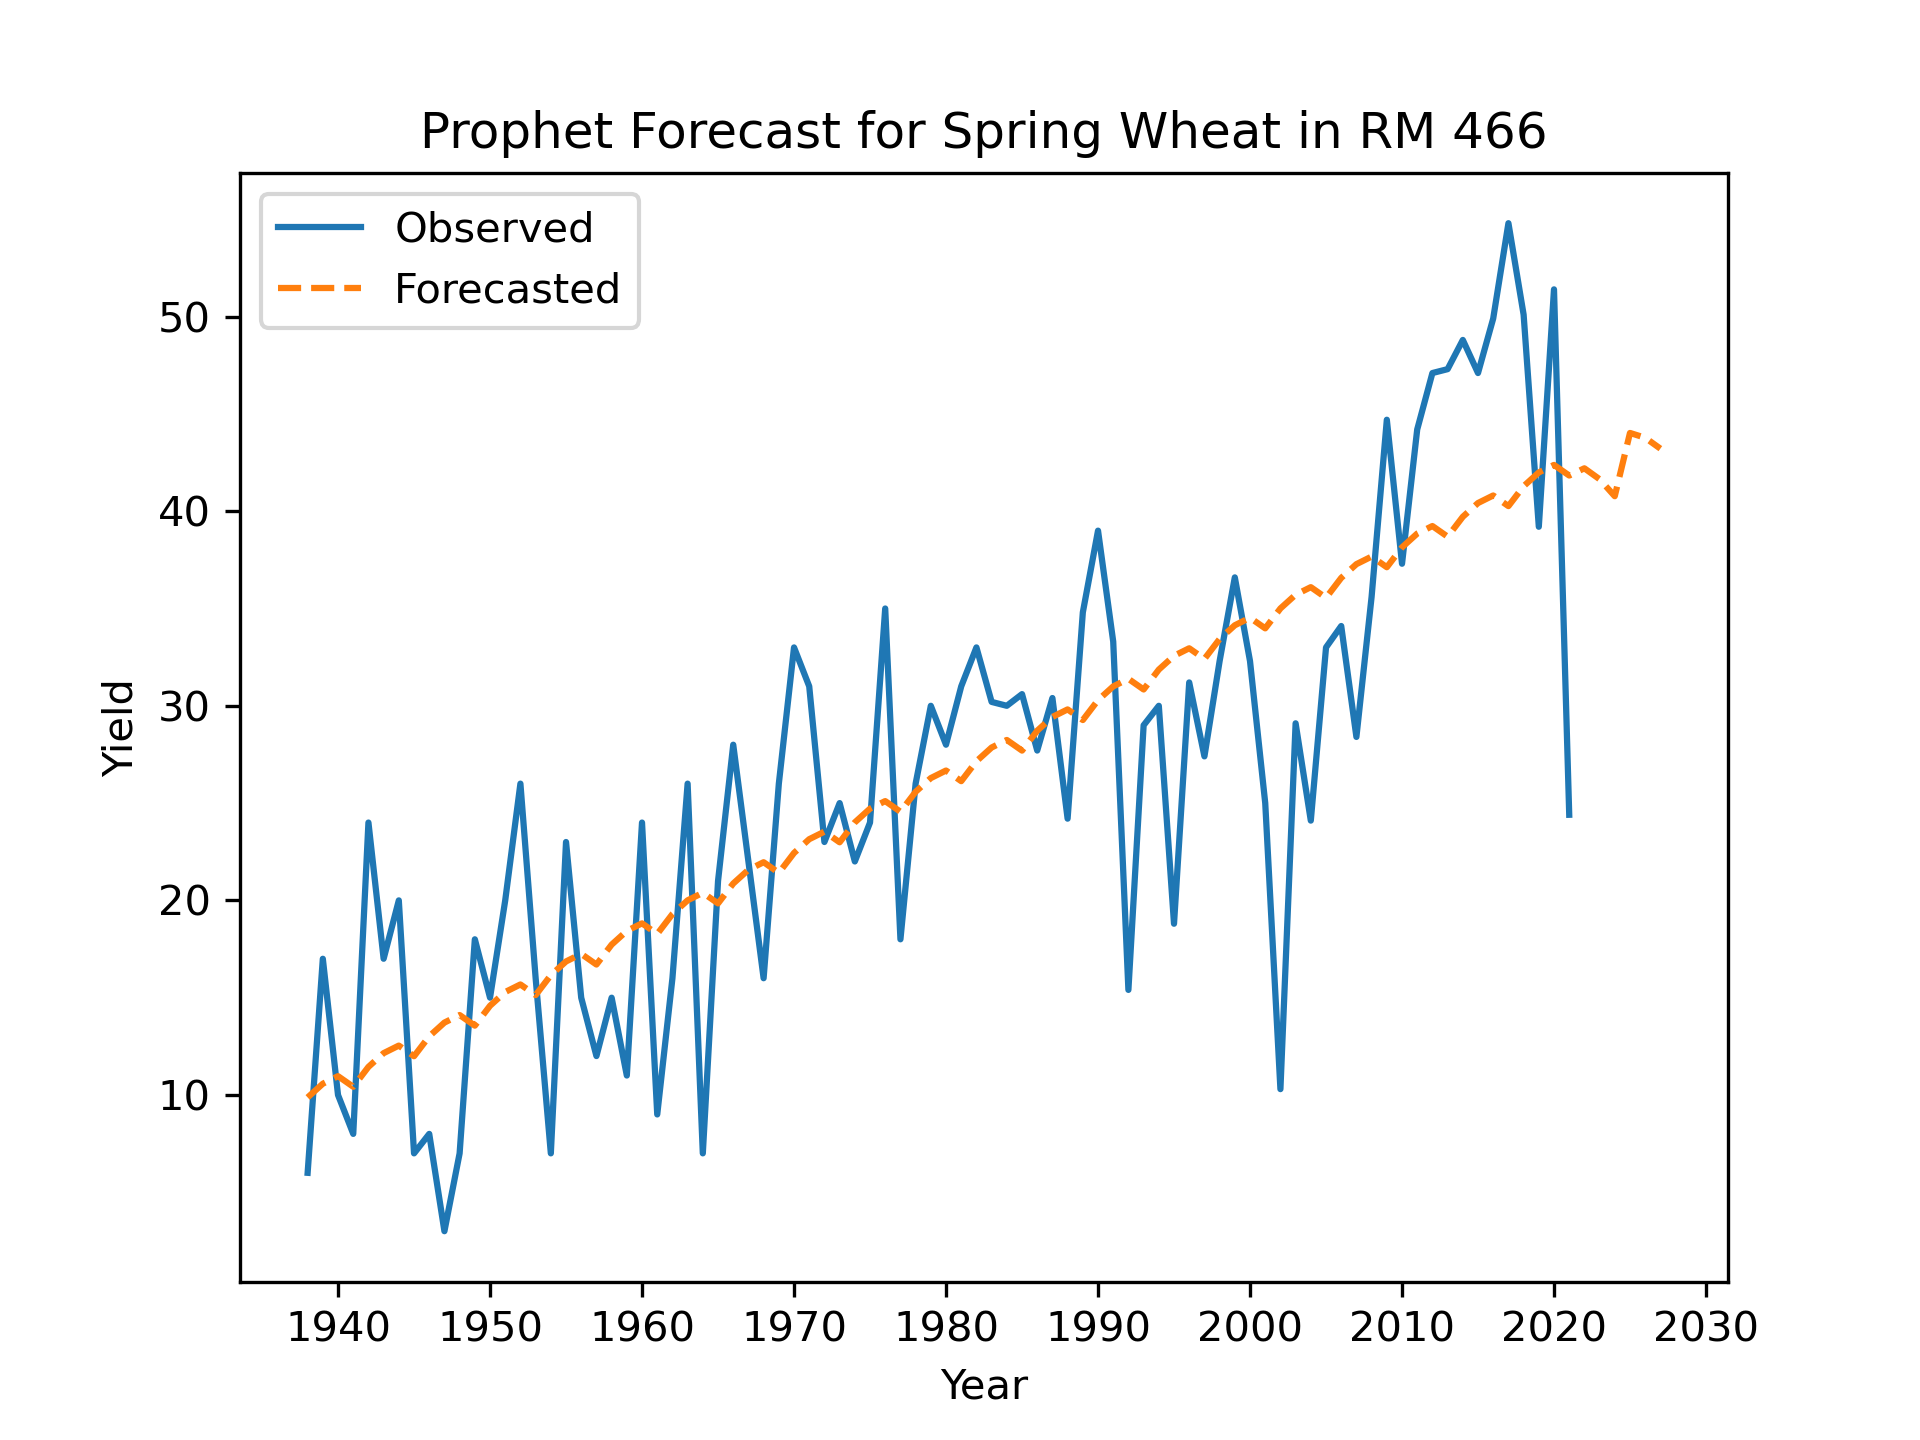 Prophet Forecast for Spring Wheat in RM 466
Observed
Forecasted
50
40
30
20
10
Yield
1940 1950 1960 1970 1980 1990 2000 2010 2020 2030
Year